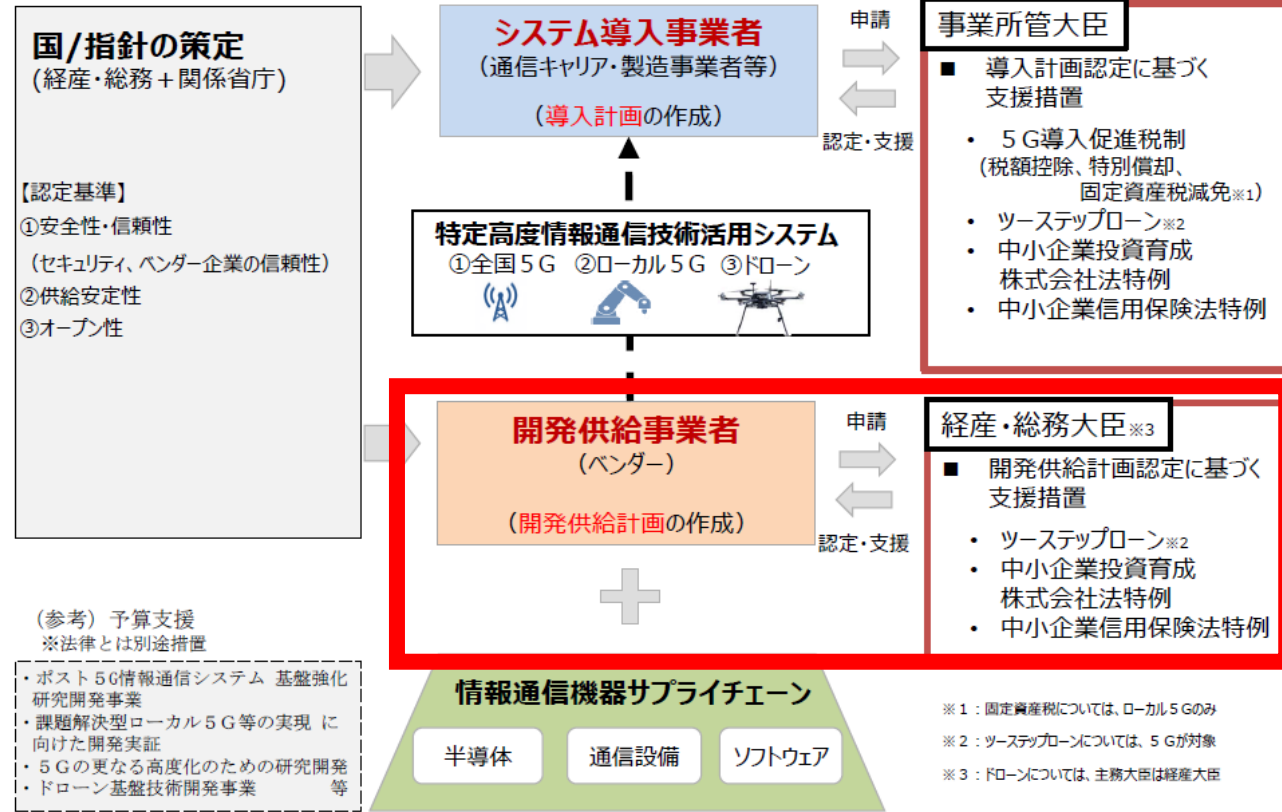 国/指針の策定
(経産・総務+関係省庁)
【認定基準】
①安全性・信頼性
（セキュリティ、ベンダー企業の信頼性）
②供給安定性
③オープン性
システム導入事業者
（通信キャリア・製造事業者等）
（導入計画の作成）
申請
認定・支援
事業所管大臣
■ 導入計画認定に基づく
支援措置
・ ５Ｇ導入促進税制
(税額控除、特別償却、
固定資産税減免※1)
・ ツーステップローン※2
・ 中小企業投資育成
株式会社法特例
・ 中小企業信用保険法特例
特定高度情報通信技術活用システム
①全国５Ｇ ②ローカル５Ｇ ③ドローン
開発供給事業者
（ベンダー）
（開発供給計画の作成）
申請
認定・支援
経産・総務大臣※3
■ 開発供給計画認定に基づく
支援措置
・ ツーステップローン※2
・ 中小企業投資育成
株式会社法特例
・ 中小企業信用保険法特例
（参考）予算支援
※法律とは別途措置
・ポスト５G情報通信システム 基盤強化
研究開発事業
・課題解決型ローカル５Ｇ等の実現 に
向けた開発実証
・５Ｇの更なる高度化のための研究開発
・ドローン基盤技術開発事業 等
情報通信機器サプライチェーン
半導体
通信設備
ソフトウェア
※１：固定資産税については、ローカル５Ｇのみ
※２：ツーステップローンについては、５Ｇが対象
※３：ドローンについては、主務大臣は経産大臣